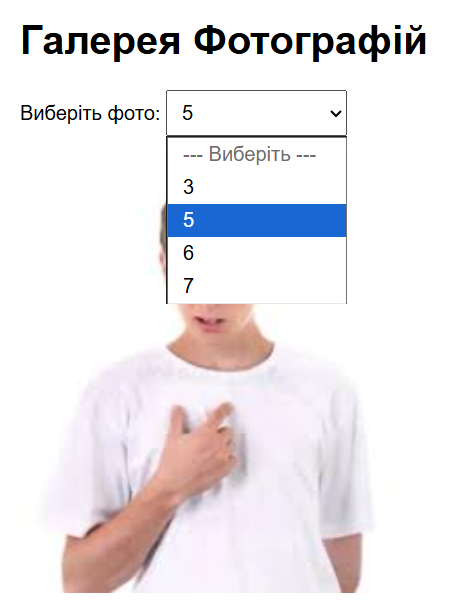 Галерея Фотографій
Виберіть фото: 5
--- Виберіть ---
3
5
6
7